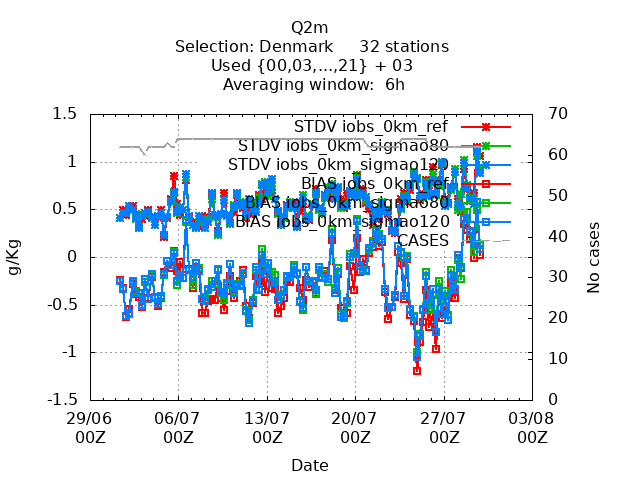 Q2m
Selection: Denmark 32 stations
Used {00,03,...,21} + 03
Averaging window: 6h
1.5
1
0.5
0
-0.5
-1
-1.5
g/Kg
70
60
50
40
30
20
10
0
No cases
STDV iobs_0km_ref
STDV iobs_0km_sigmao80
STDV iobs_0km_sigmao120
BIAS iobs_0km_ref
BIAS iobs_0km_sigmao80
BIAS iobs_0km_sigmao120
CASES
29/06 06/07 13/07 20/07 27/07 03/08
00Z 00Z 00Z 00Z 00Z 00Z
Date